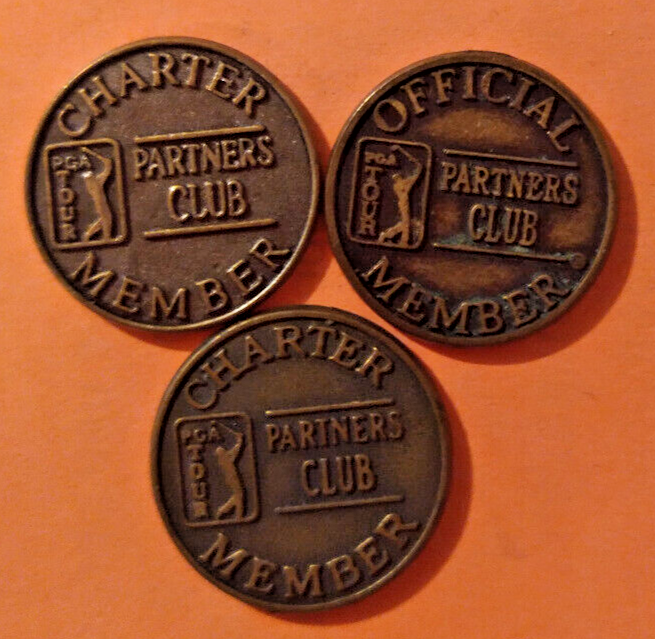 CHARTER
PGA
TOUR
PARTNERS
CLUB
MEMBER
OFFICIAL
PGA
TOUR
PARTNERS
CLUB
MEMBER
CHARTER
PGA
TOUR
PARTNERS
CLUB
MEMBER